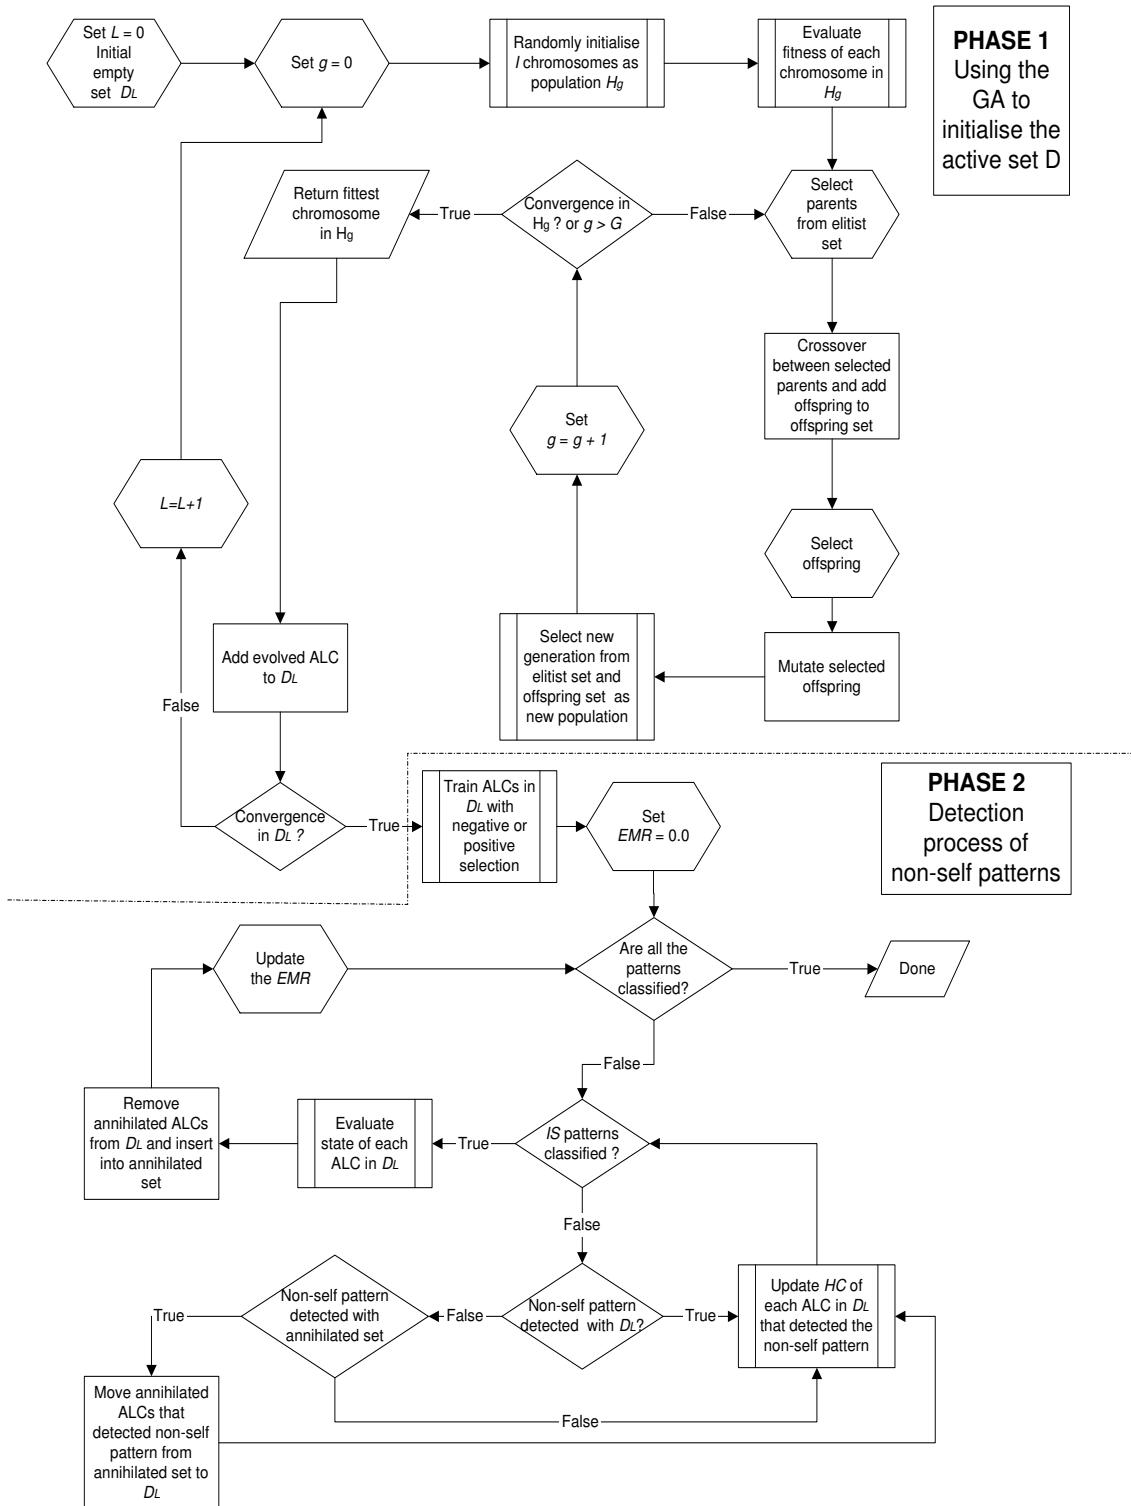 Set L = 0
Initial
empty
set DL
Set g = 0
Randomly initialise
I chromosomes as
population Hg
Evaluate
fitness of each
chromosome in
Hg
PHASE 1
Using the
GA to
initialise the
active set D
Return fittest
chromosome
in Hg
True
Convergence in
Hg ? or g > G
False
Select
parents
from elitist
set
Crossover
between selected
parents and add
offspring to
offspring set
Set
g = g + 1
L=L+1
Select
offspring
Add evolved ALC
to DL
Select new
generation from
elitist set and
offspring set as
new population
Mutate selected
offspring
False
Convergence
in DL ?
True
Train ALCs in
DL with
negative or
positive
selection
Set
EMR = 0.0
PHASE 2
Detection
process of
non-self patterns
Update
the EMR
Are all the
patterns
classified?
True
Done
False
Remove
annihilated ALCs
from DL and insert
into annihilated
set
Evaluate
state of each
ALC in DL
True
IS patterns
classified ?
False
True
Non-self pattern
detected with
annihilated set
False
Non-self pattern
detected with DL?
True
Update HC of
each ALC in DL
that detected the
non-self pattern
Move annihilated
ALCs that
detected non-self
pattern from
annihilated set to
DL
False